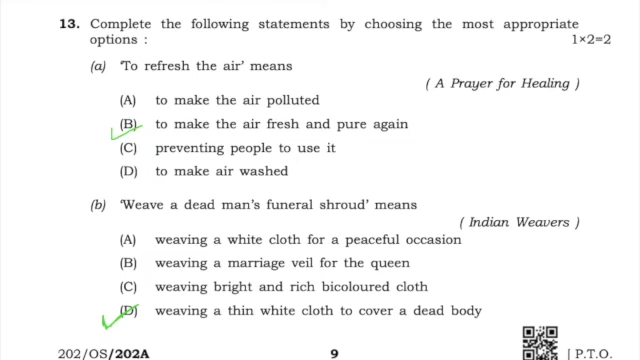 13. Complete the following statements by choosing the most appropriate
options : 1×2=2
(a) ‘To refresh the air’ means
( A Prayer for Healing )
(A) to make the air polluted
(B) to make the air fresh and pure again
(C) preventing people to use it
(D) to make air washed
(b) ‘Weave a dead man's funeral shroud’ means
( Indian Weavers )
(A) weaving a white cloth for a peaceful occasion
(B) weaving a marriage veil for the queen
(C) weaving bright and rich bicoloured cloth
(D) weaving a thin white cloth to cover a dead body
202/OS/202A 9 [ P.T.O.